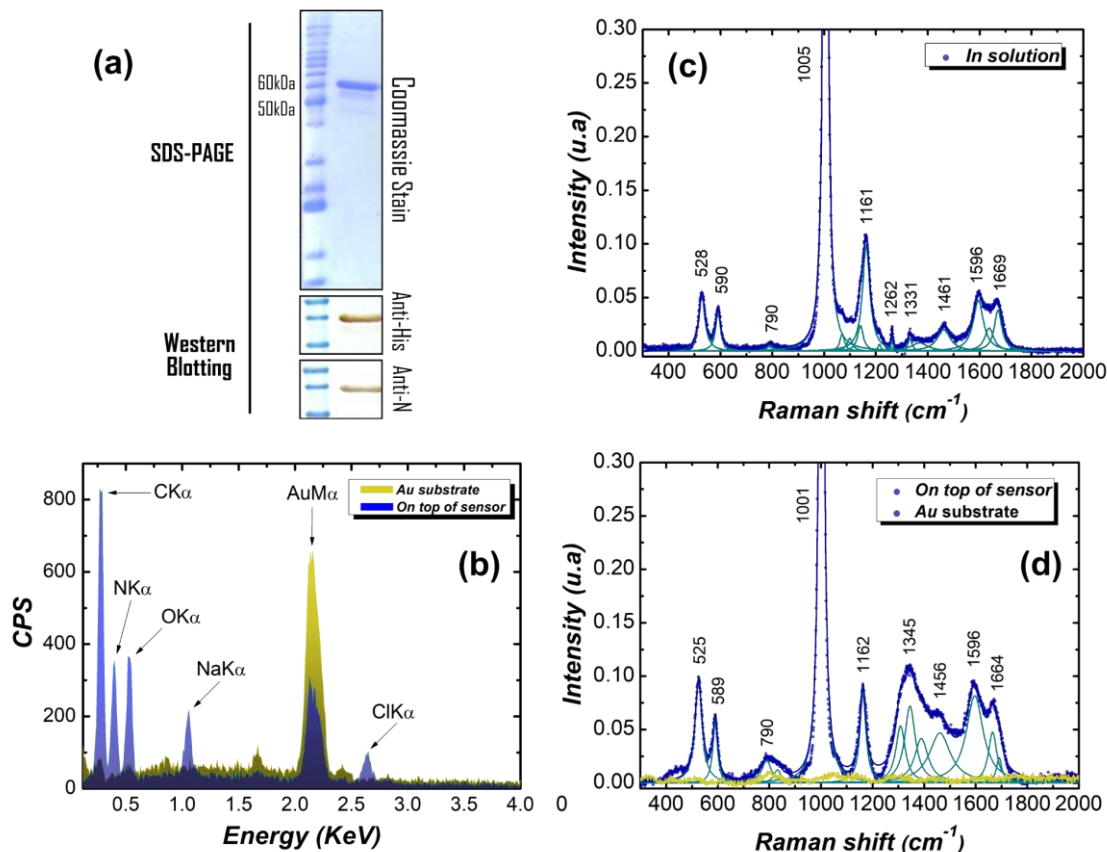 (a)
60kDa
50kDa
SDS-PAGE
Coomassie Stain
Western
Blotting
Anti-His
Anti-N
(c)
In solution
Intensity (u.a)
0.30
0.25
0.20
0.15
0.10
0.05
0.00
528
590
790
1005
1161
1262
1331
1461
1596
1669
400 600 800 1000 1200 1400 1600 1800 2000
Raman shift (cm-1)
(b)
Au substrate
On top of sensor
CPS
800
600
400
200
0
CKα
NKα
OKα
NaKα
AuMα
ClKα
0.5 1.0 1.5 2.0 2.5 3.0 3.5 4.0
0
Energy (KeV)
(d)
On top of sensor
Au substrate
Intensity (u.a)
0.30
0.25
0.20
0.15
0.10
0.05
0.00
525
589
790
1001
1162
1345
1456
1596
1664
400 600 800 1000 1200 1400 1600 1800 2000
Raman shift (cm-1)